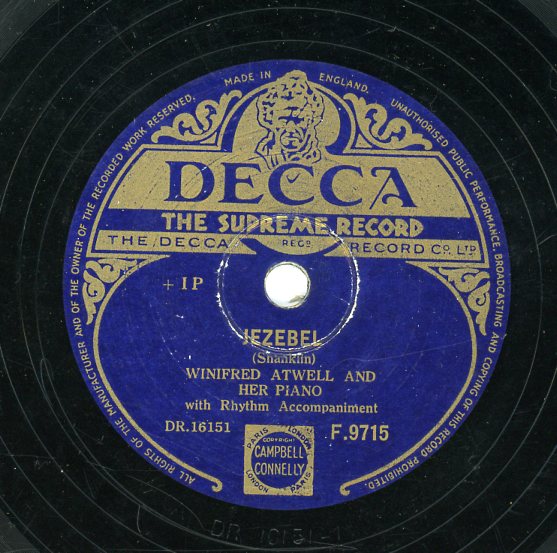 MADE IN ENGLAND.
ALL RIGHTS OF THE MANUFACTURER AND OF THE OWNER OF THE RECORDED WORK RESERVED.
UNAUTHORISED PUBLIC PERFORMANCE, BROADCASTING AND COPYING OF THIS RECORD PROHIBITED.
DECCA
THE SUPREME RECORD
THE DECCA REGD RECORD CO. LTD
+ 1P
JEZEBEL
(Shanklin)
WINIFRED ATWELL AND
HER PIANO
with Rhythm Accompaniment
DR.16151
F.9715
PARIS LONDON
COPYRIGHT
CAMPBELL
CONNELLY
LONDON PARIS